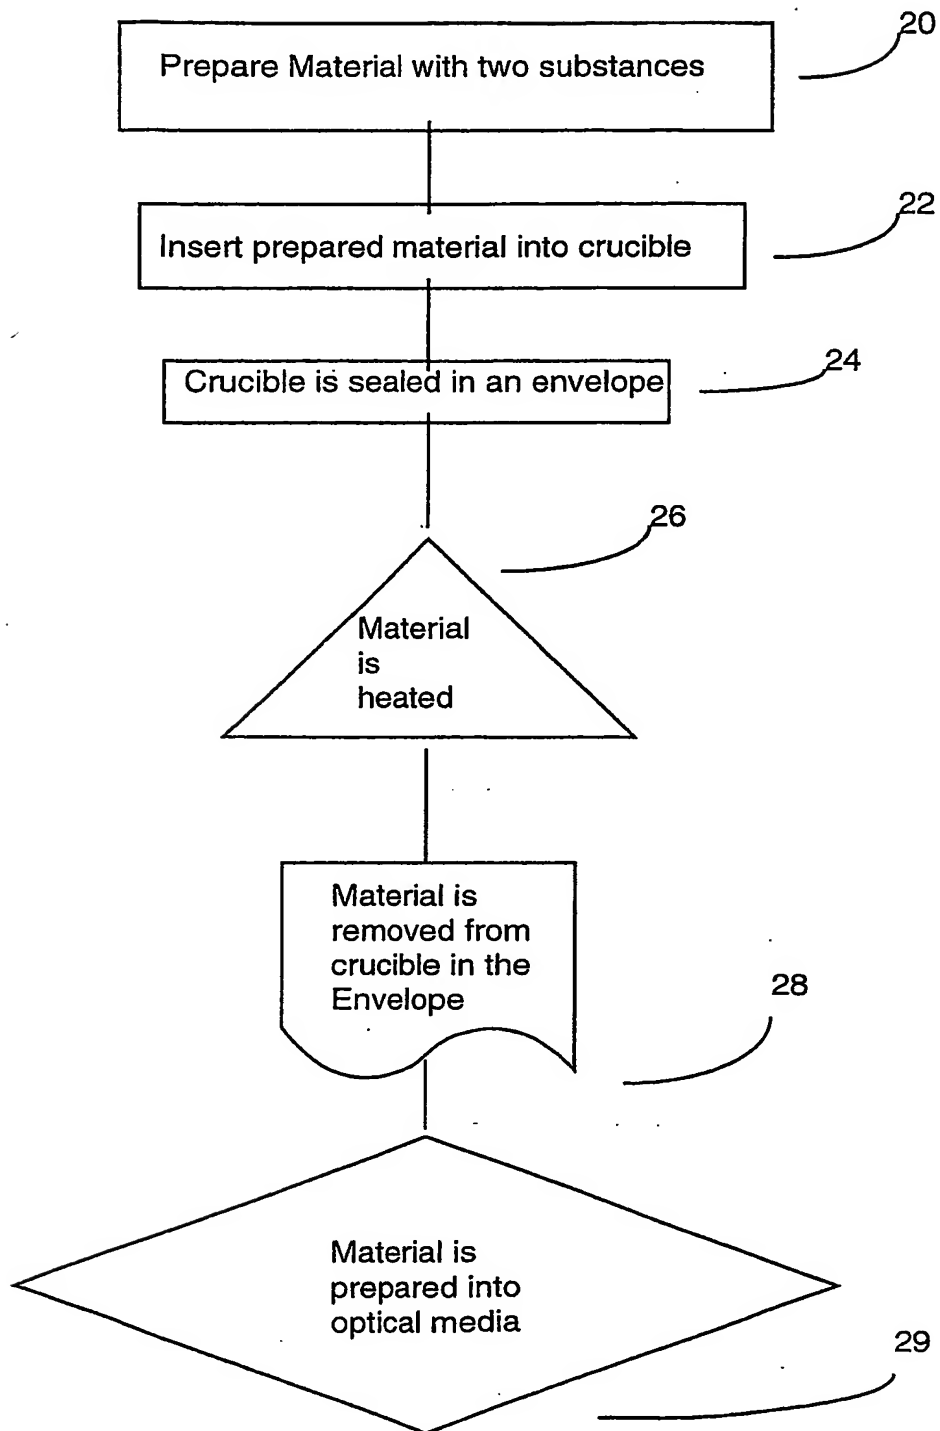 20
Prepare Material with two substances
22
Insert prepared material into crucible
24
Crucible is sealed in an envelope
26
Material
is
heated
Material is
removed from
crucible in the
Envelope
28
Material is
prepared into
optical media
29